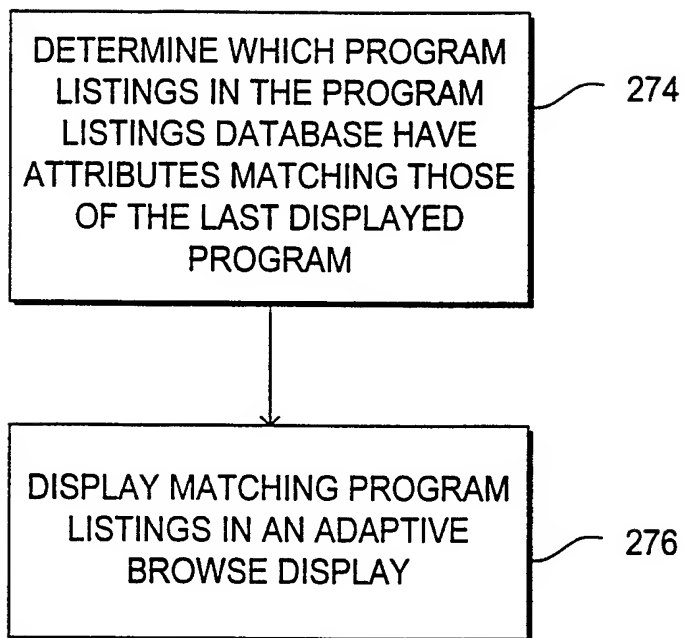 DETERMINE WHICH PROGRAM
LISTINGS IN THE PROGRAM
LISTINGS DATABASE HAVE
ATTRIBUTES MATCHING THOSE
OF THE LAST DISPLAYED
PROGRAM
274
DISPLAY MATCHING PROGRAM
LISTINGS IN AN ADAPTIVE
BROWSE DISPLAY
276